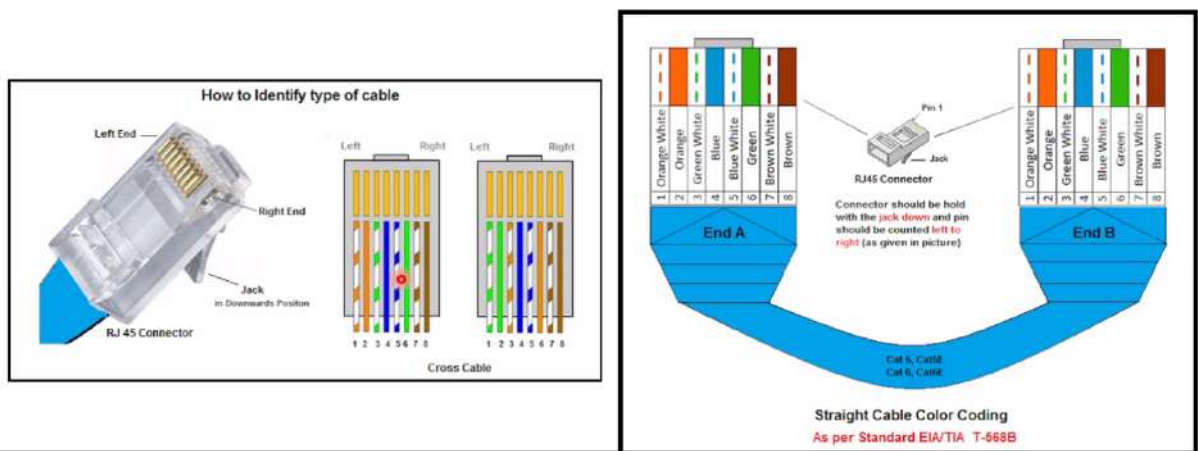 How to Identify type of cable
Left End
Right End
Jack
in Downwards Positon
RJ 45 Connector
Left Right
1 2 3 4 5 6 7 8
Left Right
1 2 3 4 5 6 7 8
Cross Cable
Orange White
Orange
Green White
Blue
Blue White
Green
Brown White
Brown
1 2 3 4 5 6 7 8
End A
Pin 1
Jack
RJ45 Connector
Connector should be hold
with the jack down and pin
should be counted left to
right (as given in picture)
Orange White
Orange
Green White
Blue
Blue White
Green
Brown White
Brown
1 2 3 4 5 6 7 8
End B
Cat 5, Cat5E
Cat 6, Cat6E
Straight Cable Color Coding
As per Standard EIA/TIA T-568B